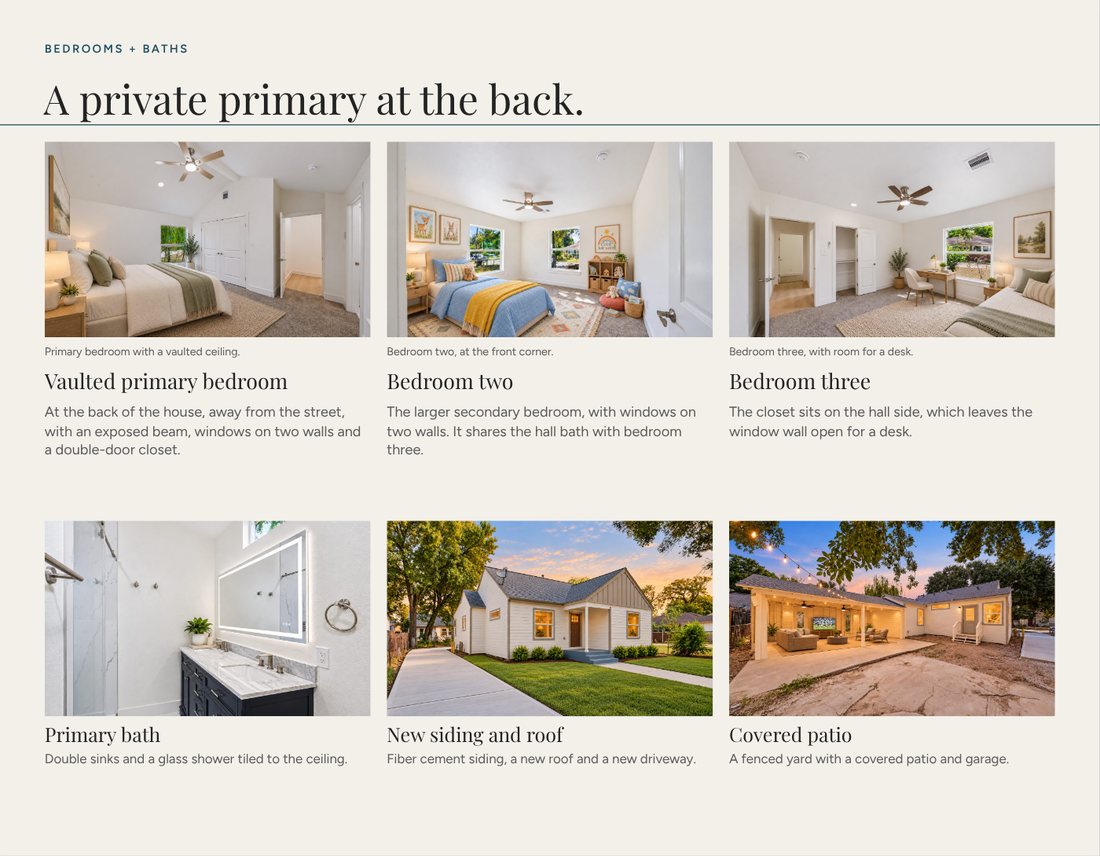 BEDROOMS + BATHS
A private primary at the back.
Primary bedroom with a vaulted ceiling.
Vaulted primary bedroom
At the back of the house, away from the street,
with an exposed beam, windows on two walls and
a double-door closet.
Bedroom two, at the front corner.
Bedroom two
The larger secondary bedroom, with windows on
two walls. It shares the hall bath with bedroom
three.
Bedroom three, with room for a desk.
Bedroom three
The closet sits on the hall side, which leaves the
window wall open for a desk.
Primary bath
Double sinks and a glass shower tiled to the ceiling.
New siding and roof
Fiber cement siding, a new roof and a new driveway.
Covered patio
A fenced yard with a covered patio and garage.